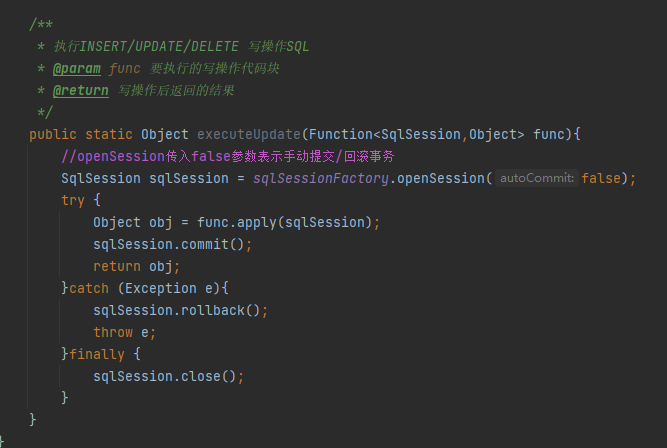 /**
 * 执行INSERT/UPDATE/DELETE 写操作SQL
 * @param func 要执行的写操作代码块
 * @return 写操作后返回的结果
 */
public static Object executeUpdate(Function<SqlSession,Object> func){
    //openSession传入false参数表示手动提交/回滚事务
    SqlSession sqlSession = sqlSessionFactory.openSession( autoCommit: false);
    try {
        Object obj = func.apply(sqlSession);
        sqlSession.commit();
        return obj;
    }catch (Exception e){
        sqlSession.rollback();
        throw e;
    }finally {
        sqlSession.close();
    }
}
}